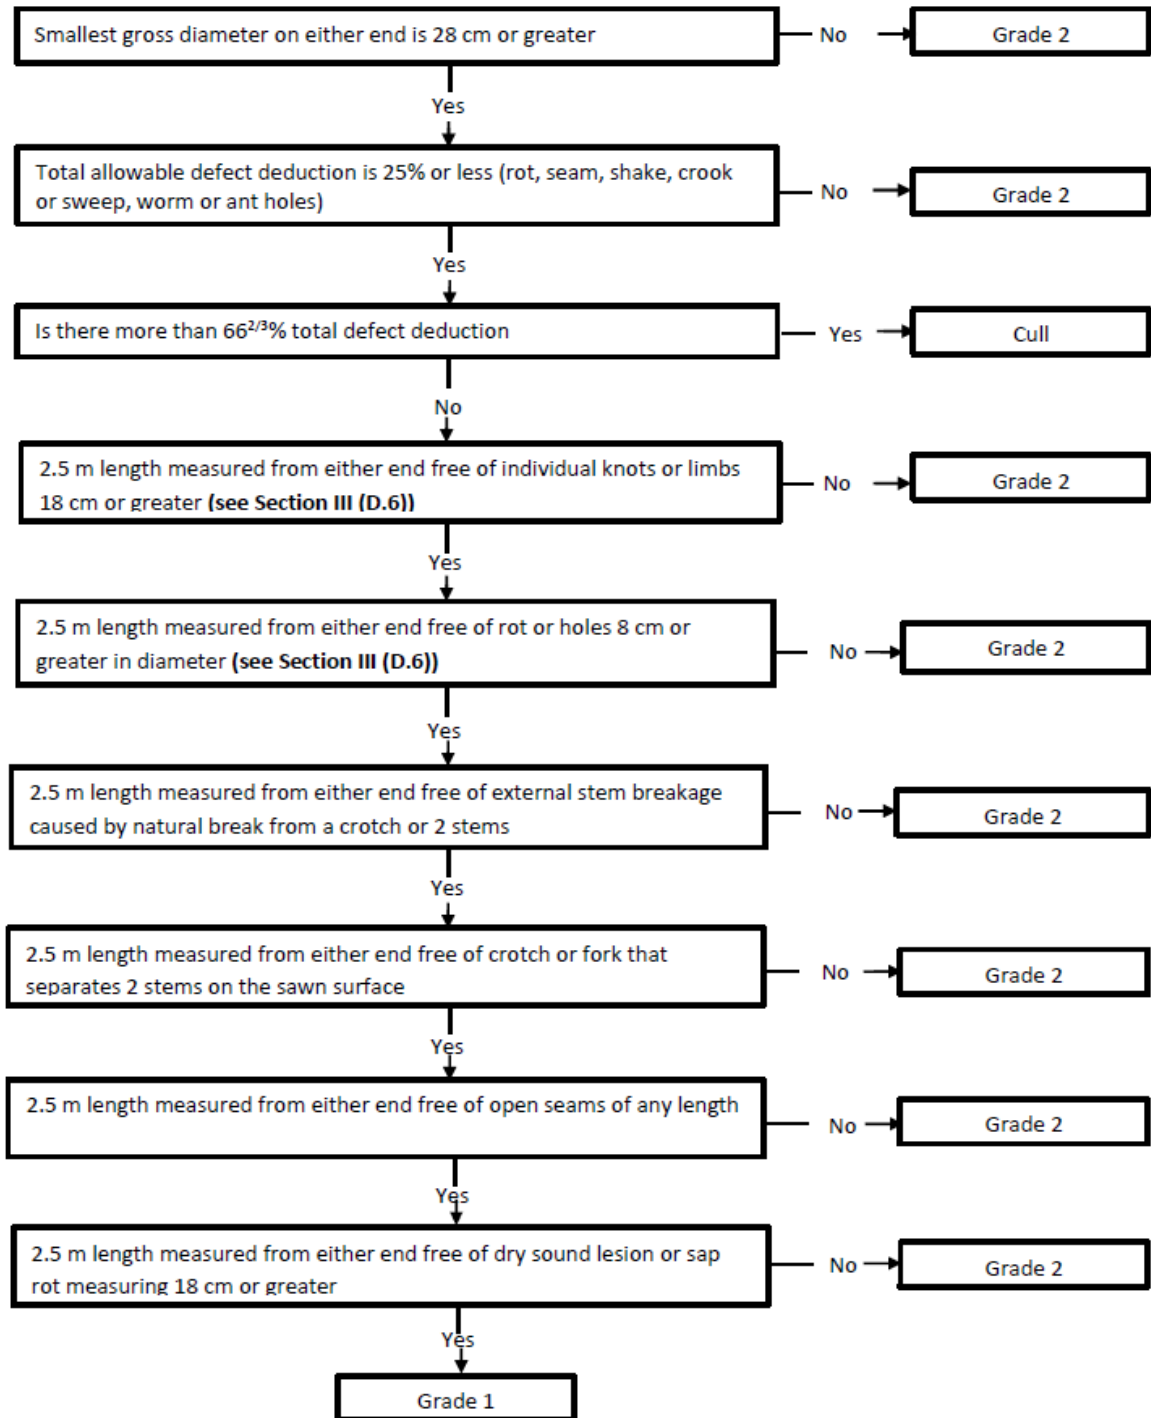 Smallest gross diameter on either end is 28 cm or greater
No
Grade 2
Yes
Total allowable defect deduction is 25% or less (rot, seam, shake, crook
or sweep, worm or ant holes)
No
Grade 2
Yes
Is there more than 66²ᐟ³% total defect deduction
Yes
Cull
No
2.5 m length measured from either end free of individual knots or limbs
18 cm or greater (see Section III (D.6))
No
Grade 2
Yes
2.5 m length measured from either end free of rot or holes 8 cm or
greater in diameter (see Section III (D.6))
No
Grade 2
Yes
2.5 m length measured from either end free of external stem breakage
caused by natural break from a crotch or 2 stems
No
Grade 2
Yes
2.5 m length measured from either end free of crotch or fork that
separates 2 stems on the sawn surface
No
Grade 2
Yes
2.5 m length measured from either end free of open seams of any length
No
Grade 2
Yes
2.5 m length measured from either end free of dry sound lesion or sap
rot measuring 18 cm or greater
No
Grade 2
Yes
Grade 1